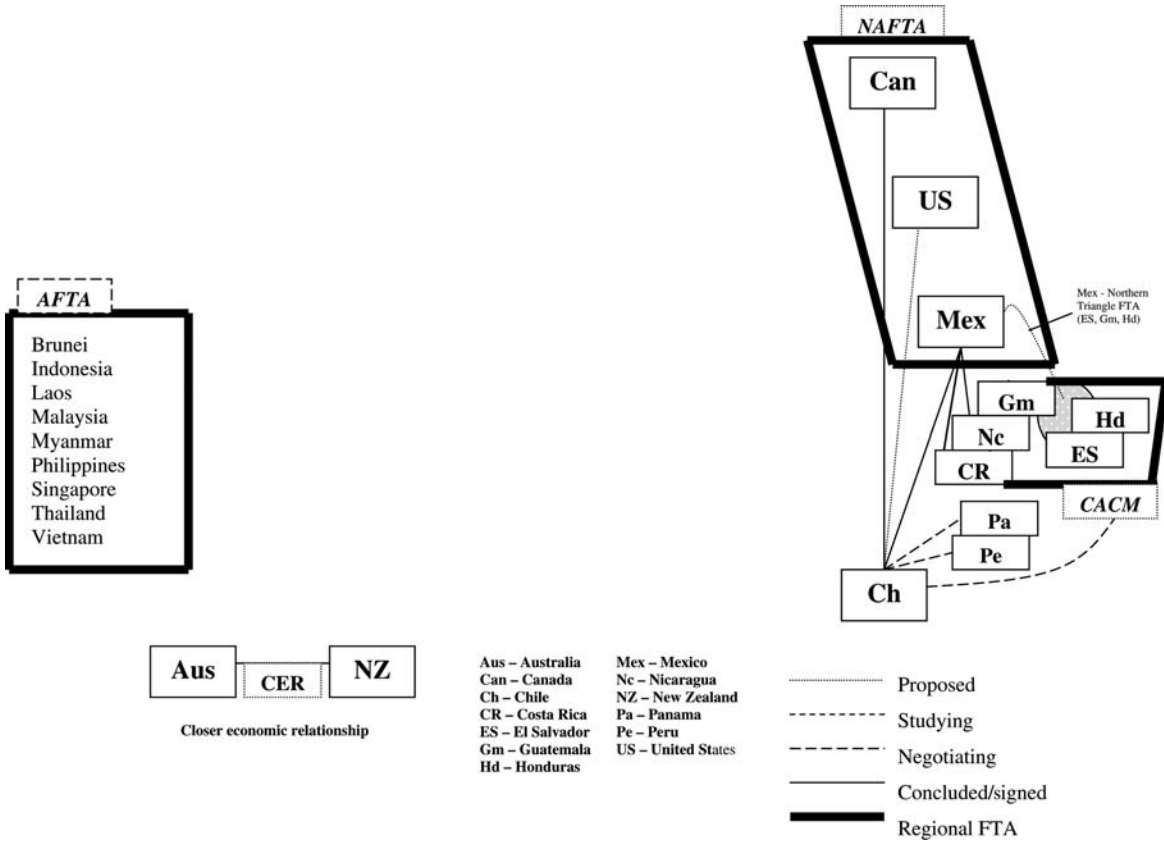 NAFTA
Can
US
AFTA
Mex - Northern
Triangle FTA
(ES, Gm, Hd)
Mex
Brunei
Indonesia
Laos
Malaysia
Myanmar
Philippines
Singapore
Thailand
Vietnam
Gm
Hd
Nc
ES
CR
CACM
Pa
Pe
Ch
Aus
CER
NZ
Closer economic relationship
Aus – Australia
Can – Canada
Ch – Chile
CR – Costa Rica
ES – El Salvador
Gm – Guatemala
Hd – Honduras
Mex – Mexico
Nc – Nicaragua
NZ – New Zealand
Pa – Panama
Pe – Peru
US – United States
Proposed
Studying
Negotiating
Concluded/signed
Regional FTA